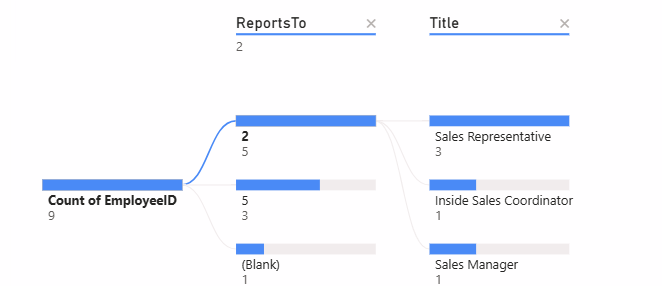 ReportsTo
2
Title
2
5
Sales Representative
3
Count of EmployeeID
9
5
3
Inside Sales Coordinator
1
(Blank)
1
Sales Manager
1